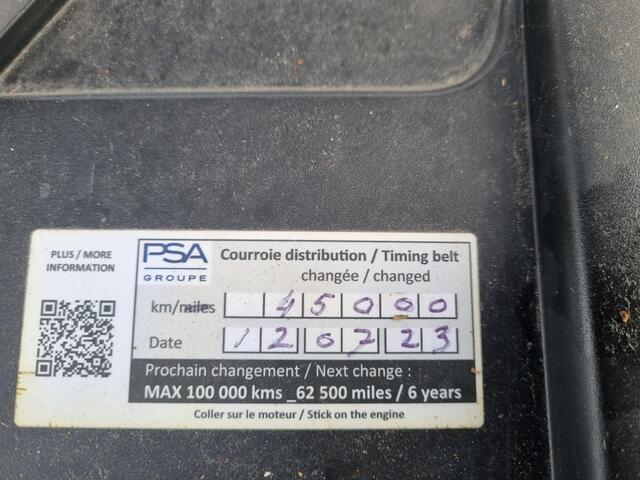 PLUS / MORE
INFORMATION
PSA
GROUPE
Courroie distribution / Timing belt
changée / changed
km/miles 45000
Date 120723
Prochain changement / Next change :
MAX 100 000 kms _62 500 miles / 6 years
Coller sur le moteur / Stick on the engine